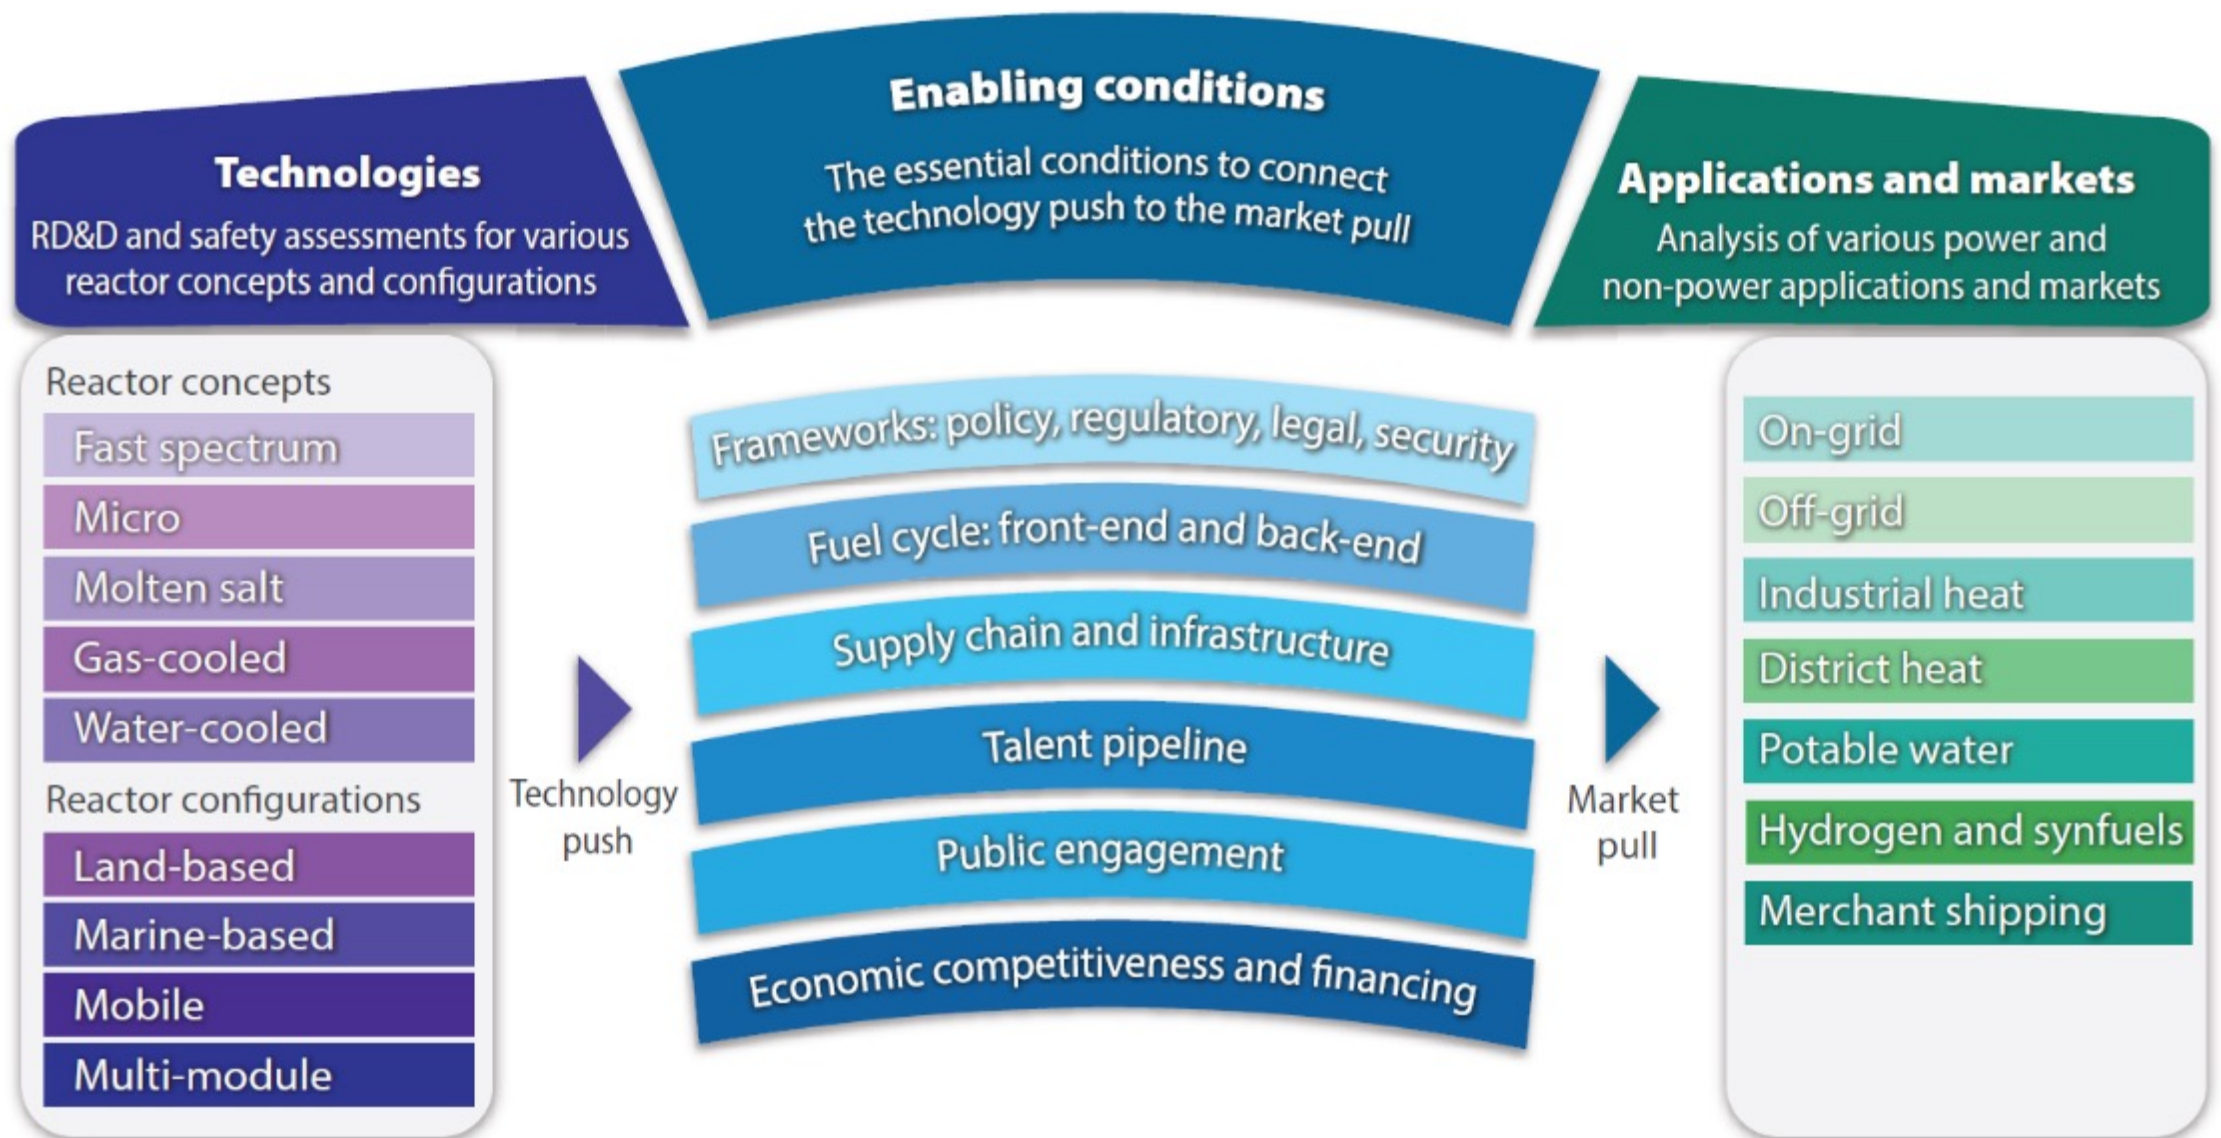 Technologies
RD&D and safety assessments for various
reactor concepts and configurations
Enabling conditions
The essential conditions to connect
the technology push to the market pull
Applications and markets
Analysis of various power and
non-power applications and markets
Reactor concepts
Fast spectrum
Micro
Molten salt
Gas-cooled
Water-cooled
Reactor configurations
Land-based
Marine-based
Mobile
Multi-module
Technology
push
Frameworks: policy, regulatory, legal, security
Fuel cycle: front-end and back-end
Supply chain and infrastructure
Talent pipeline
Public engagement
Economic competitiveness and financing
Market
pull
On-grid
Off-grid
Industrial heat
District heat
Potable water
Hydrogen and synfuels
Merchant shipping